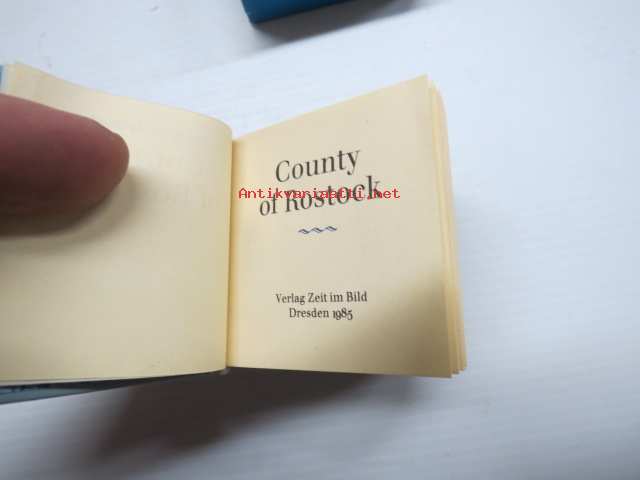 County
of Rostock
Antikvariaatti.net
Verlag Zeit im Bild
Dresden 1985